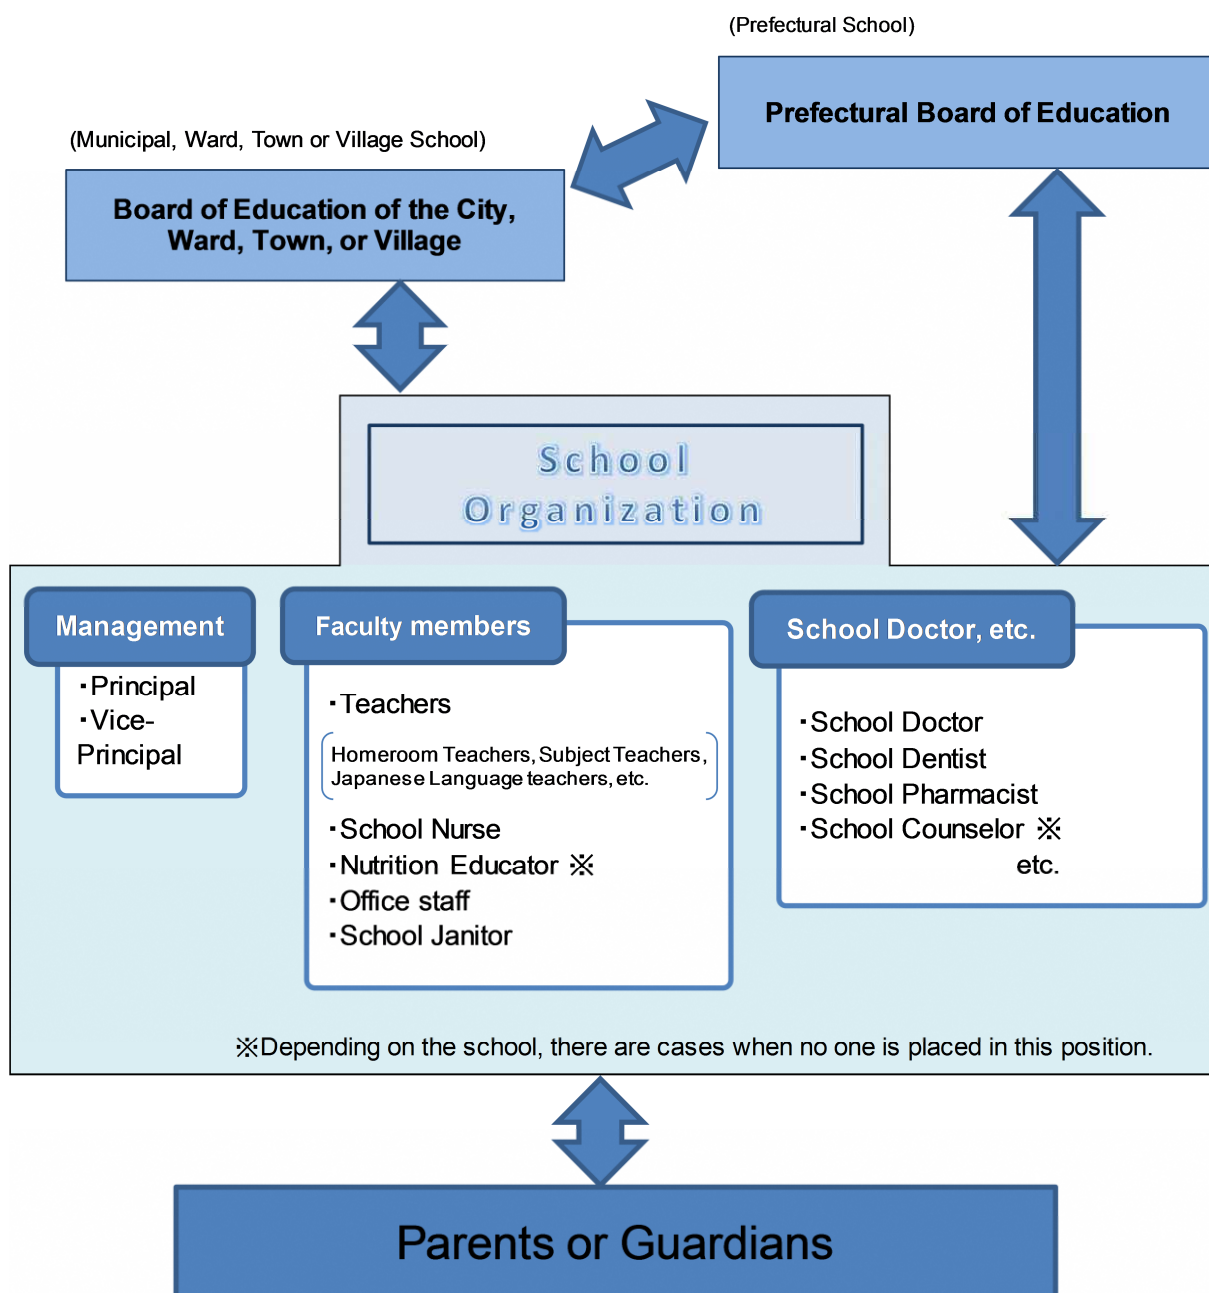 (Prefectural School)
Prefectural Board of Education
(Municipal, Ward, Town or Village School)
Board of Education of the City,
Ward, Town, or Village
School
Organization
Management
・Principal
・Vice-
Principal
Faculty members
・Teachers
Homeroom Teachers, Subject Teachers,
Japanese Language teachers, etc.
・School Nurse
・Nutrition Educator ※
・Office staff
・School Janitor
School Doctor, etc.
・School Doctor
・School Dentist
・School Pharmacist
・School Counselor ※
etc.
※Depending on the school, there are cases when no one is placed in this position.
Parents or Guardians